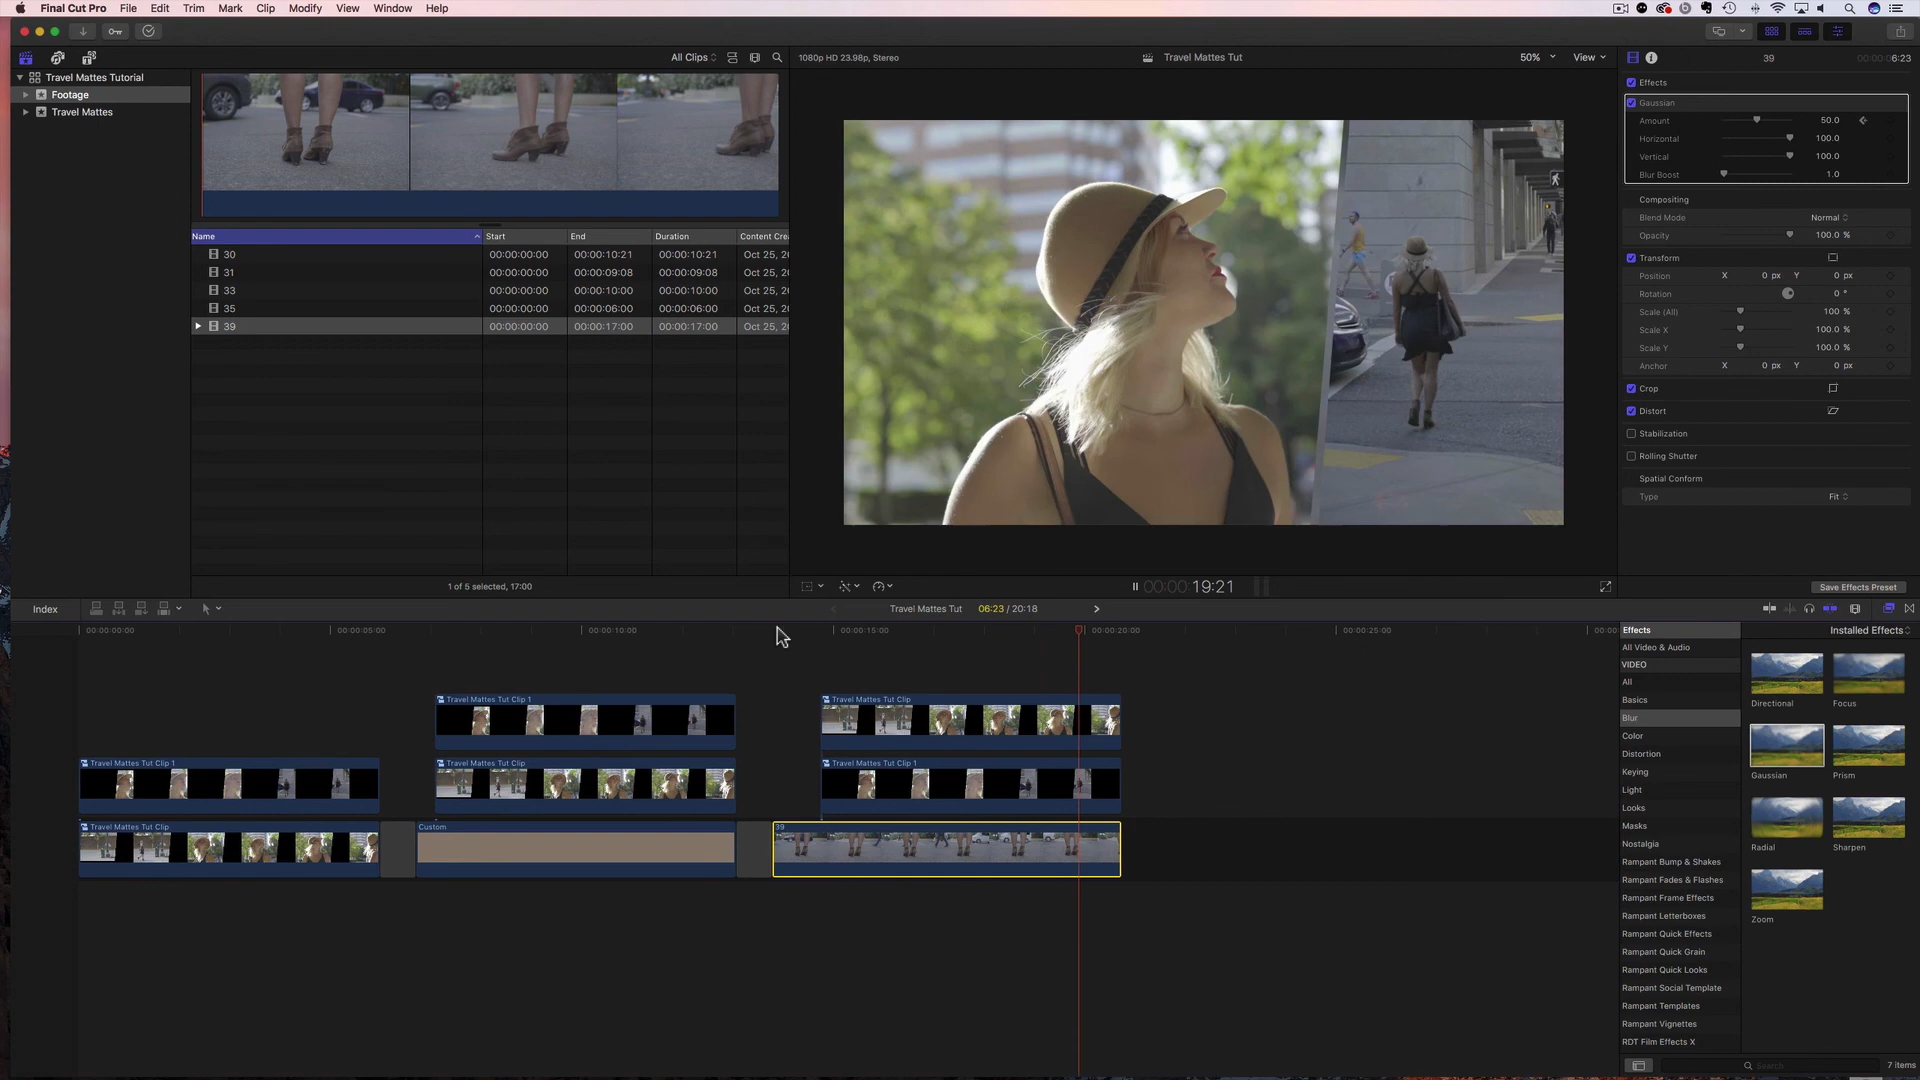 Final Cut Pro File Edit Trim Mark Clip Modify View Window Help
All Clips
1080p HD 23.98p, Stereo
Travel Mattes Tut
50%
View
39
6:23
Travel Mattes Tutorial
Footage
Travel Mattes
Name Start End Duration Content Cre
30 00:00:00:00 00:00:10:21 00:00:10:21 Oct 25, 20
31 00:00:00:00 00:00:09:08 00:00:09:08 Oct 25, 20
33 00:00:00:00 00:00:10:00 00:00:10:00 Oct 25, 20
35 00:00:00:00 00:00:06:00 00:00:06:00 Oct 25, 20
39 00:00:00:00 00:00:17:00 00:00:17:00 Oct 25, 20
1 of 5 selected, 17:00
00:00:00:19:21
Effects
Gaussian
Amount 50.0
Horizontal 100.0
Vertical 100.0
Blur Boost 1.0
Compositing
Blend Mode Normal
Opacity 100.0 %
Transform
Position X 0 px Y 0 px
Rotation 0 °
Scale (All) 100 %
Scale X 100.0 %
Scale Y 100.0 %
Anchor X 0 px Y 0 px
Crop
Distort
Stabilization
Rolling Shutter
Spatial Conform
Type Fit
Save Effects Preset
Index
Travel Mattes Tut 06:23 / 20:18
00:00:00:00 00:00:05:00 00:00:10:00 00:00:15:00 00:00:20:00 00:00:25:00 00:00
Travel Mattes Tut Clip 1
Travel Mattes Tut Clip
Travel Mattes Tut Clip 1
Travel Mattes Tut Clip
Travel Mattes Tut Clip 1
Travel Mattes Tut Clip
Custom
39
Effects
Installed Effects
All Video & Audio
VIDEO
All
Basics
Blur
Color
Distortion
Keying
Light
Looks
Masks
Nostalgia
Rampant Bump & Shakes
Rampant Fades & Flashes
Rampant Frame Effects
Rampant Letterboxes
Rampant Quick Effects
Rampant Quick Grain
Rampant Quick Looks
Rampant Social Template
Rampant Templates
Rampant Vignettes
RDT Film Effects X
Directional Focus
Gaussian Prism
Radial Sharpen
Zoom
Search
7 items